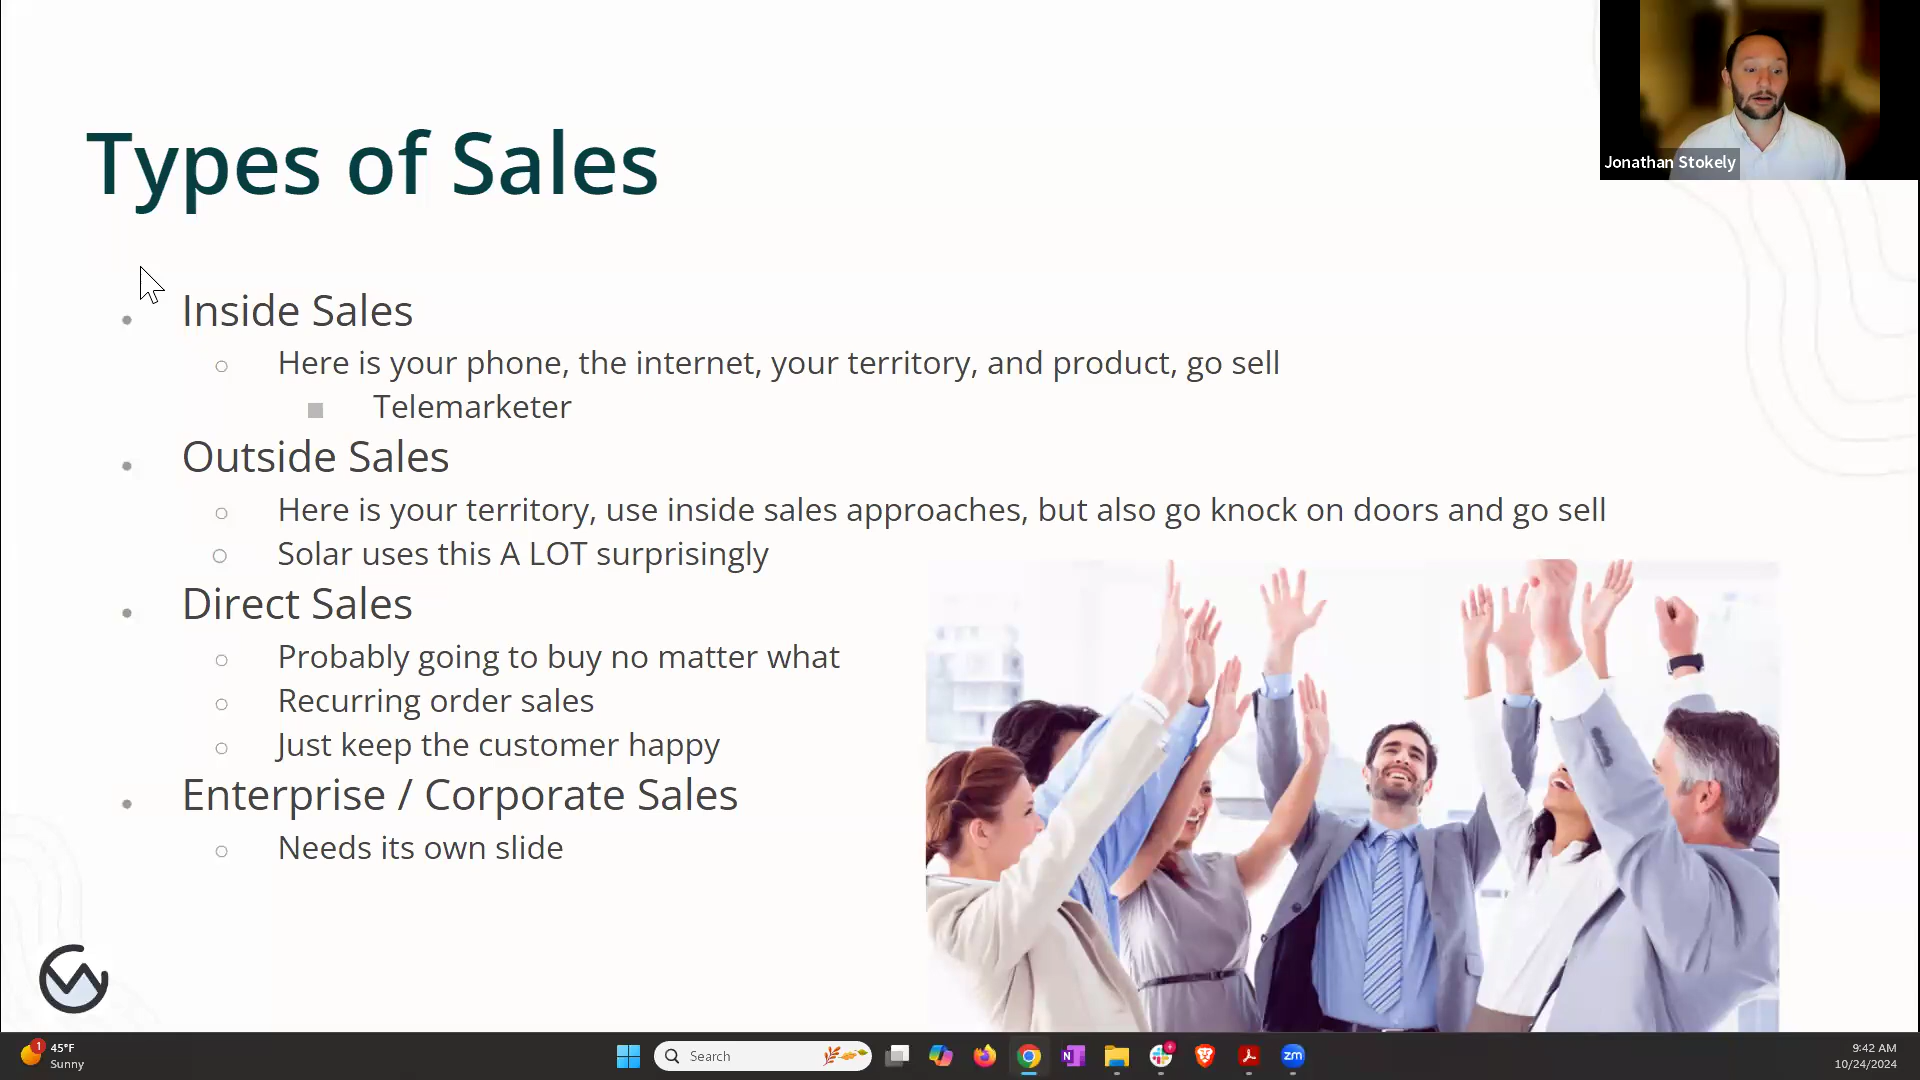 Jonathan Stokely
Types of Sales
Inside Sales
Here is your phone, the internet, your territory, and product, go sell
Telemarketer
Outside Sales
Here is your territory, use inside sales approaches, but also go knock on doors and go sell
Solar uses this A LOT surprisingly
Direct Sales
Probably going to buy no matter what
Recurring order sales
Just keep the customer happy
Enterprise / Corporate Sales
Needs its own slide
1
45°F
Sunny
Search
N
zm
9:42 AM
10/24/2024